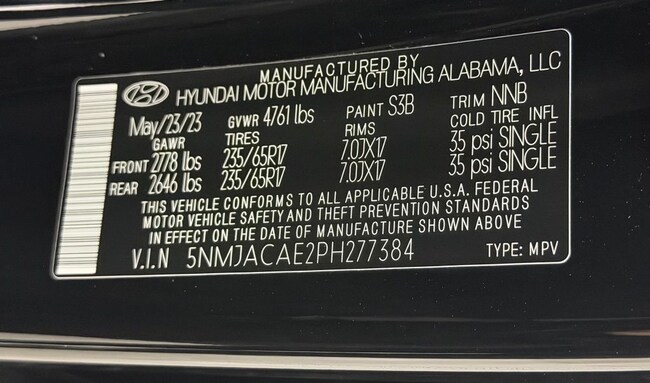 MANUFACTURED BY
HYUNDAI MOTOR MANUFACTURING ALABAMA, LLC
May/23/23 GVWR 4761 lbs PAINT S3B TRIM NNB
GAWR TIRES RIMS COLD TIRE INFL
FRONT 2778 lbs 235/65R17 7.0JX17 35 psi SINGLE
REAR 2646 lbs 235/65R17 7.0JX17 35 psi SINGLE
THIS VEHICLE CONFORMS TO ALL APPLICABLE U.S.A. FEDERAL
MOTOR VEHICLE SAFETY AND THEFT PREVENTION STANDARDS
IN EFFECT ON THE DATE OF MANUFACTURE SHOWN ABOVE
V.I.N 5NMJACAE2PH277384 TYPE: MPV